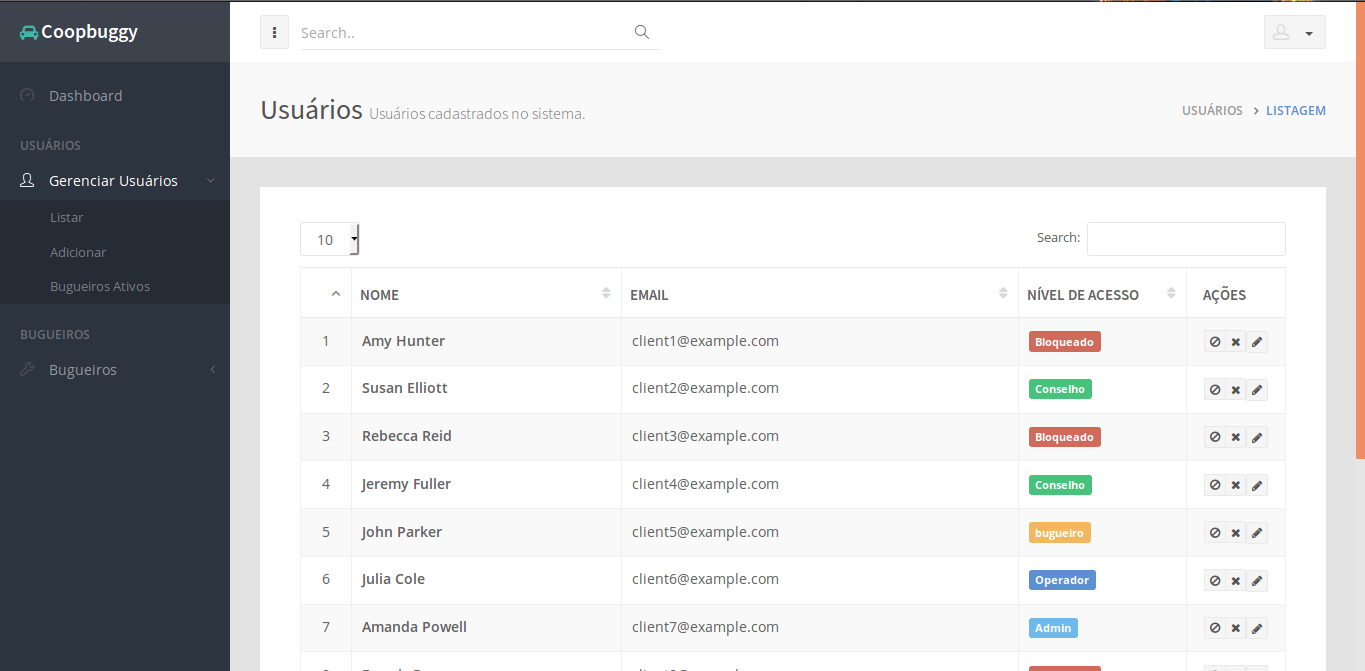 Coopbuggy
Search..
Dashboard
Usuários Usuários cadastrados no sistema.
USUÁRIOS > LISTAGEM
USUÁRIOS
Gerenciar Usuários
Listar
Adicionar
Bugueiros Ativos
BUGUEIROS
Bugueiros
10
Search:
NOME EMAIL NÍVEL DE ACESSO AÇÕES
1 Amy Hunter client1@example.com Bloqueado
2 Susan Elliott client2@example.com Conselho
3 Rebecca Reid client3@example.com Bloqueado
4 Jeremy Fuller client4@example.com Conselho
5 John Parker client5@example.com bugueiro
6 Julia Cole client6@example.com Operador
7 Amanda Powell client7@example.com Admin